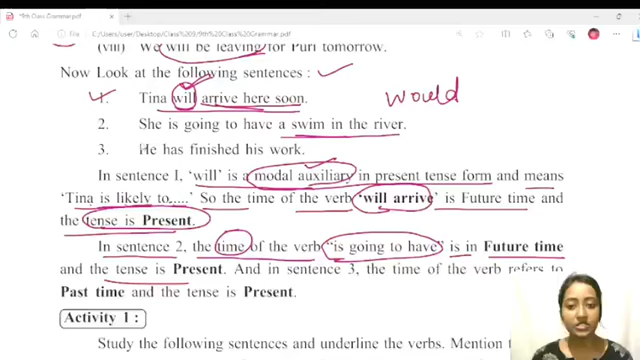 *9th Class Grammar.pdf
file:///C:/Users/user/Desktop/Class%209/9th%20Class%20Grammar.pdf
(viii) We will be leaving for Puri tomorrow.
Now Look at the following sentences :
1. Tina will arrive here soon. would
2. She is going to have a swim in the river.
3. He has finished his work.
In sentence I, 'will' is a modal auxiliary in present tense form and means
'Tina is likely to.....' So the time of the verb 'will arrive' is Future time and
the tense is Present.
In sentence 2, the time of the verb "is going to have" is in Future time
and the tense is Present. And in sentence 3, the time of the verb refers to
Past time and the tense is Present.
Activity 1 :
Study the following sentences and underline the verbs. Mention t